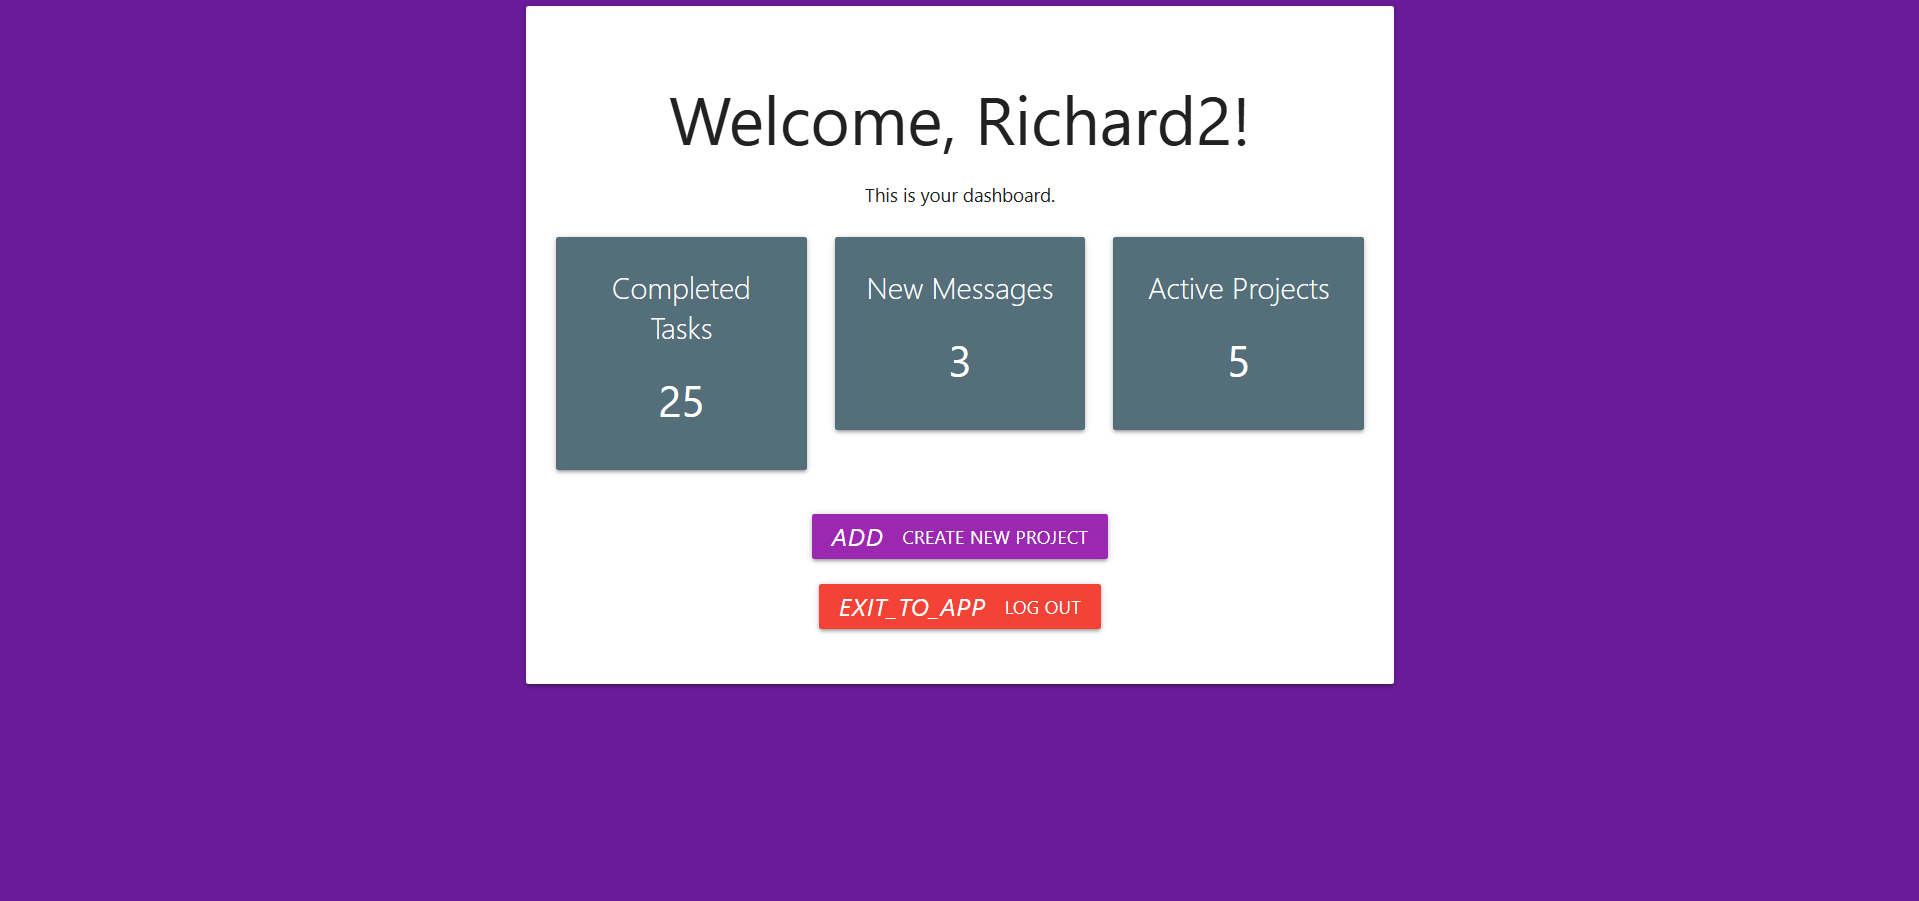 Welcome, Richard2!
This is your dashboard.
Completed
Tasks
25
New Messages
3
Active Projects
5
ADD CREATE NEW PROJECT
EXIT_TO_APP LOG OUT